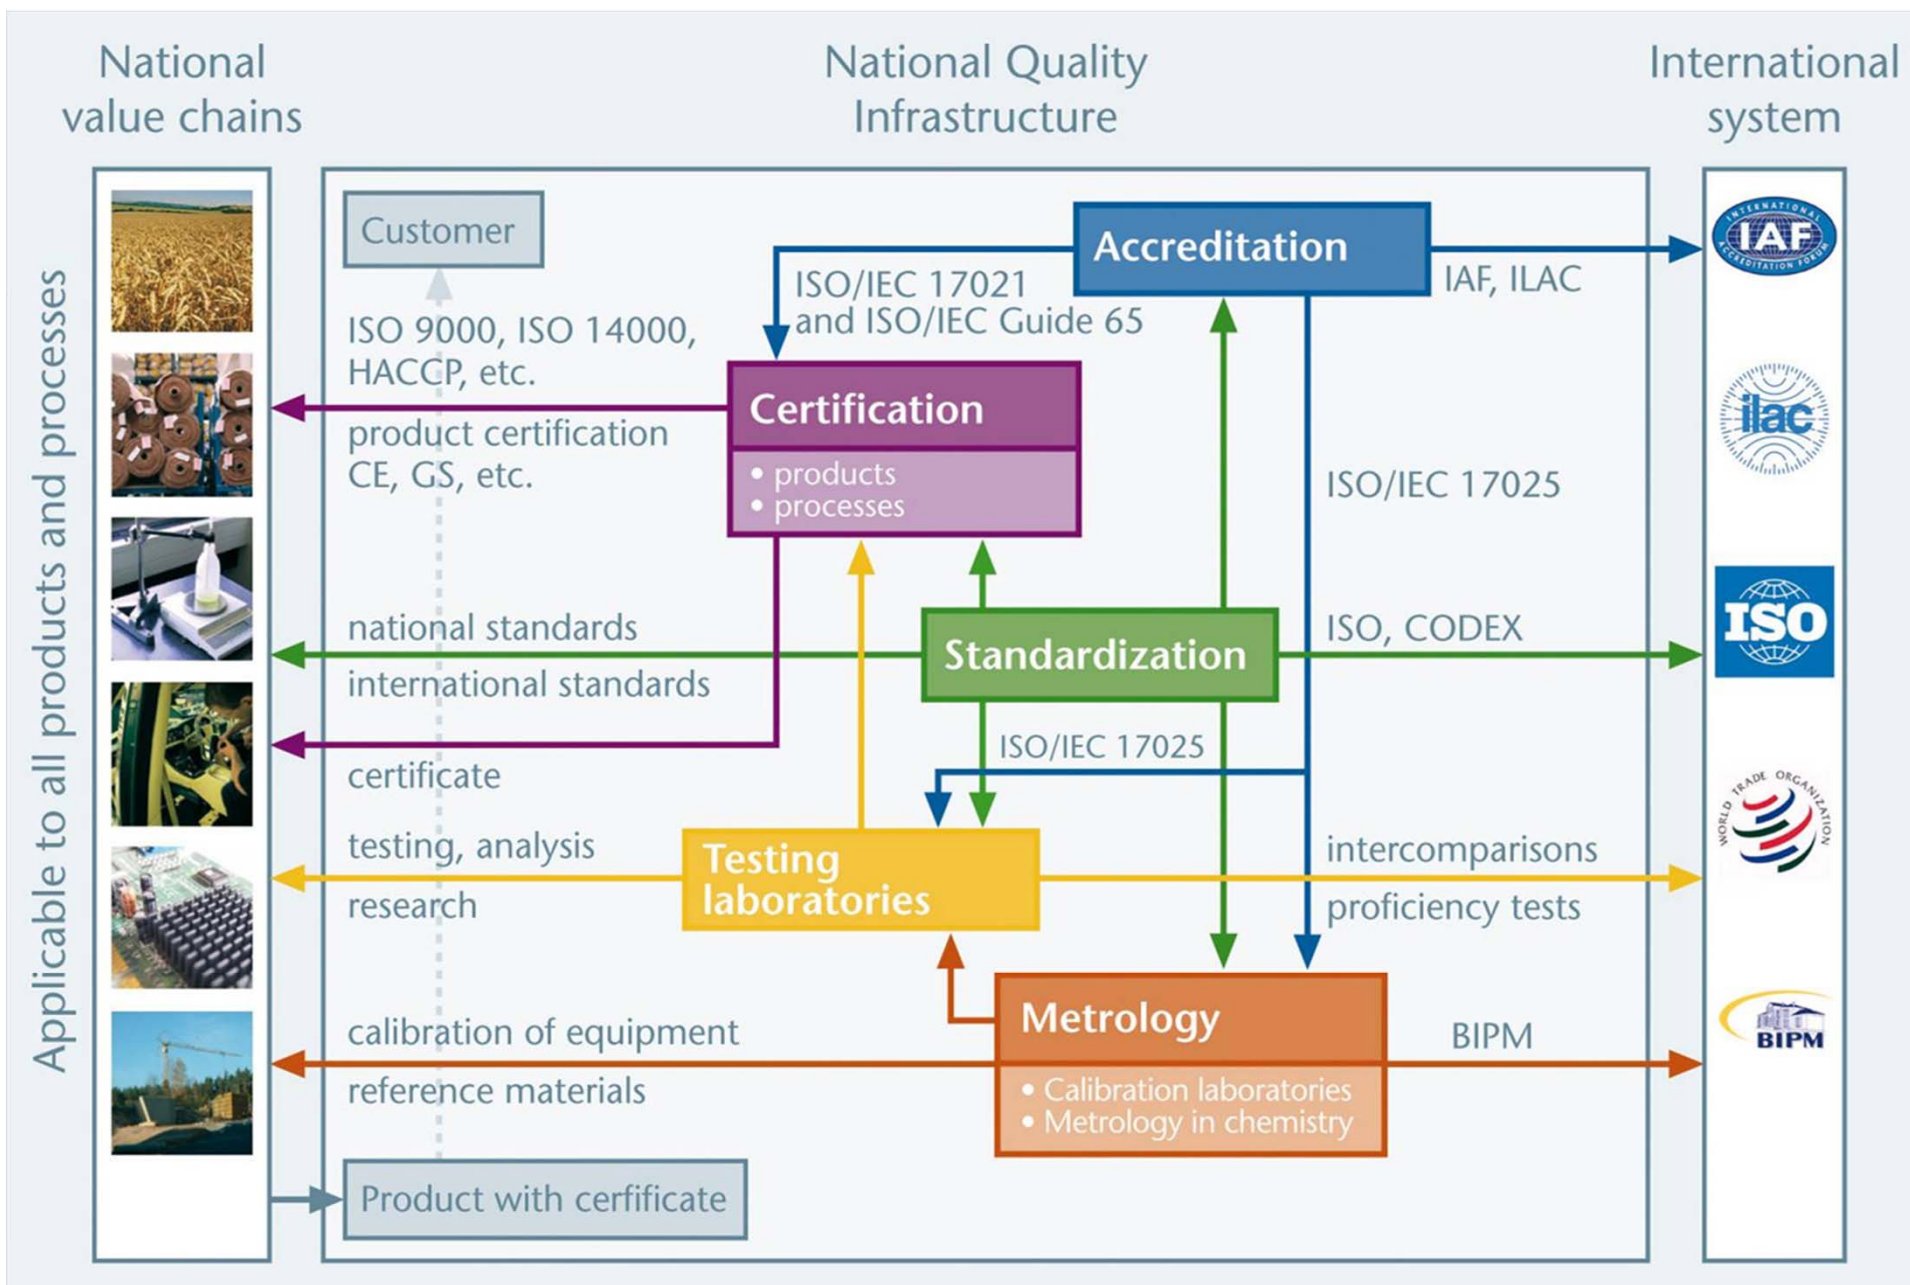 National
value chains
National Quality
Infrastructure
International
system
Applicable to all products and processes
Customer
Accreditation
ISO/IEC 17021
and ISO/IEC Guide 65
IAF, ILAC
INTERNATIONAL
IAF
ACCREDITATION FORUM
ISO 9000, ISO 14000,
HACCP, etc.
product certification
CE, GS, etc.
Certification
• products
• processes
ISO/IEC 17025
ilac
national standards
international standards
Standardization
ISO, CODEX
ISO
certificate
ISO/IEC 17025
testing, analysis
research
Testing
laboratories
intercomparisons
proficiency tests
WORLD TRADE ORGANIZATION
calibration of equipment
reference materials
Metrology
• Calibration laboratories
• Metrology in chemistry
BIPM
BIPM
Product with cerfificate